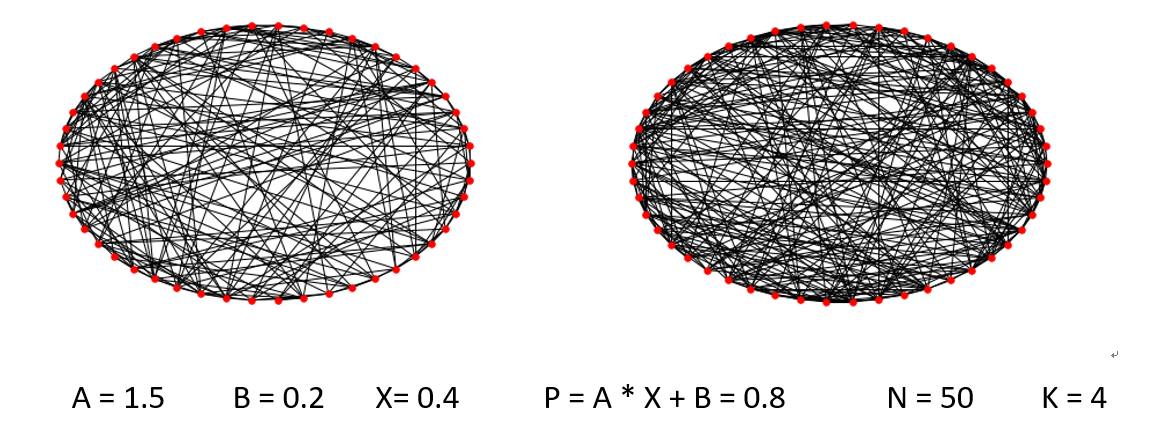 A = 1.5 B = 0.2 X= 0.4 P = A * X + B = 0.8 N = 50 K = 4